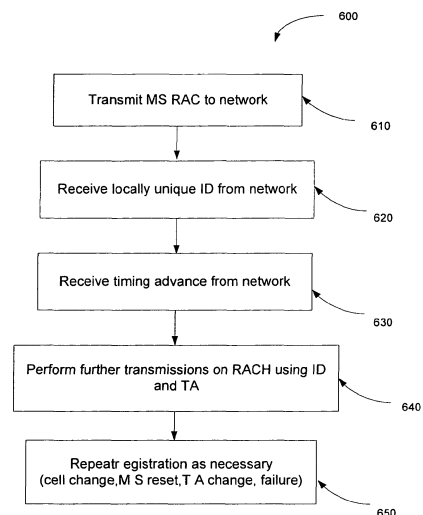 600
Transmit MS RAC to network
610
Receive locally unique ID from network
620
Receive timing advance from network
630
Perform further transmissions on RACH using ID
and TA
640
Repeatr egistration as necessary
(cell change,M S reset,T A change, failure)
650